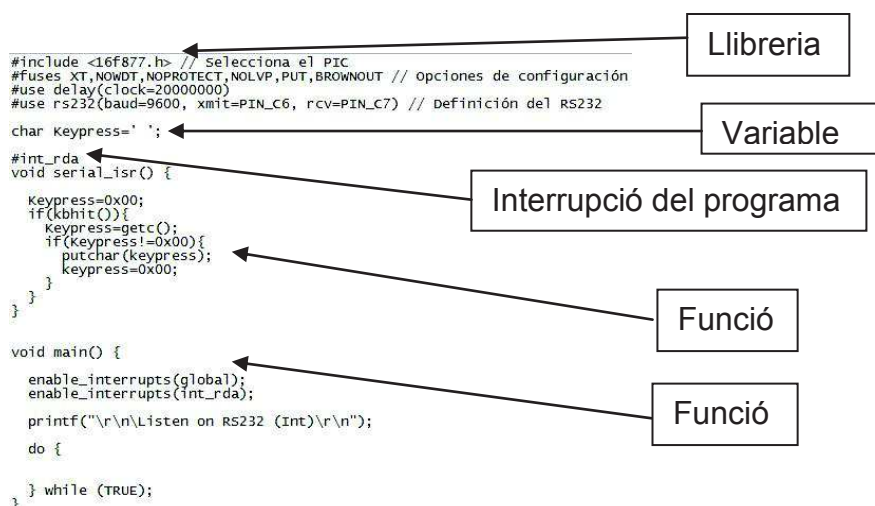 Llibreria
#include <16f877.h> // Selecciona el PIC
#fuses XT,NOWDT,NOPROTECT,NOLVP,PUT,BROWNOUT // Opciones de configuración
#use delay(clock=20000000)
#use rs232(baud=9600, xmit=PIN_C6, rcv=PIN_C7) // Definición del RS232
char Keypress=' ';
Variable
#int_rda
void serial_isr() {
Interrupció del programa
Keypress=0x00;
if(kbhit()){
Keypress=getc();
if(Keypress!=0x00){
putchar(keypress);
keypress=0x00;
}
}
}
Funció
void main() {
enable_interrupts(global);
enable_interrupts(int_rda);
Funció
printf("\r\n\Listen on RS232 (Int)\r\n");
do {
} while (TRUE);
}